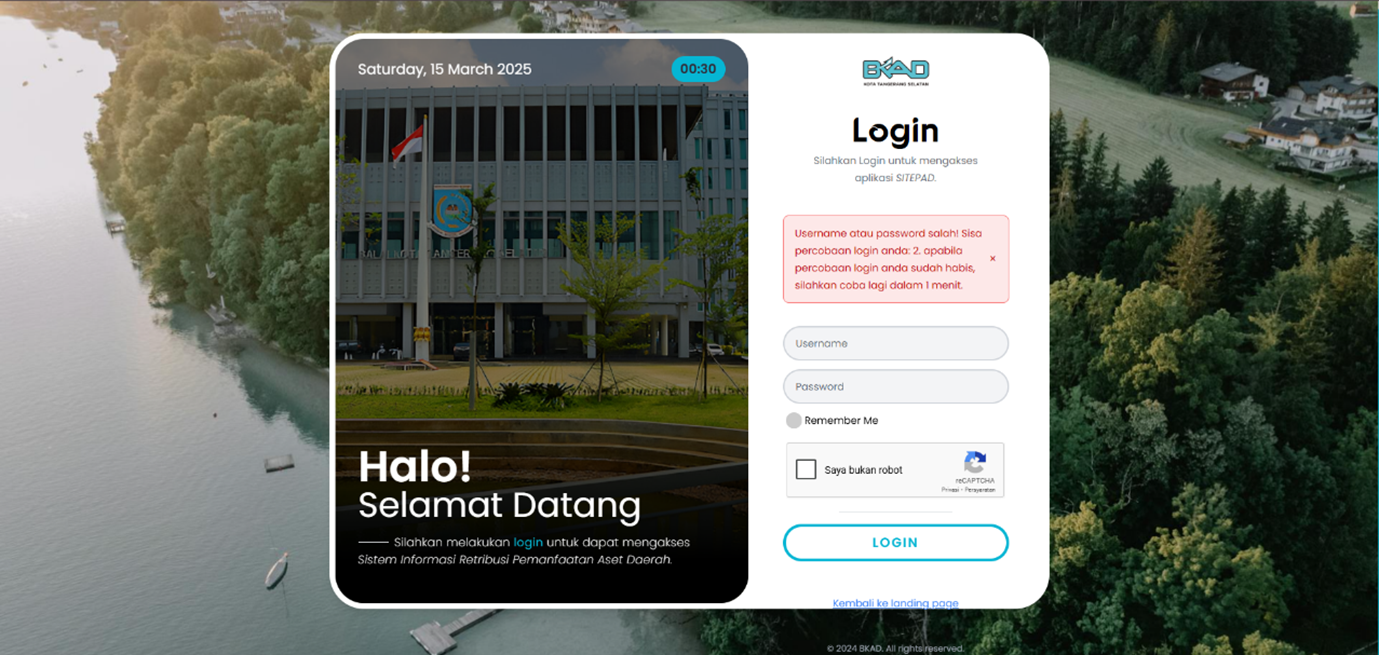 Saturday, 15 March 2025
00:30
Halo!
Selamat Datang
Silahkan melakukan login untuk dapat mengakses
Sistem Informasi Retribusi Pemanfaatan Aset Daerah.
BKAD
KOTA TANGERANG SELATAN
Login
Silahkan Login untuk mengakses
aplikasi SITEPAD.
Username atau password salah! Sisa
percobaan login anda: 2. apabila
percobaan login anda sudah habis,
silahkan coba lagi dalam 1 menit.
×
Username
Password
Remember Me
Saya bukan robot
reCAPTCHA
Privasi - Persyaratan
LOGIN
Kembali ke landing page
© 2024 BKAD. All rights reserved.